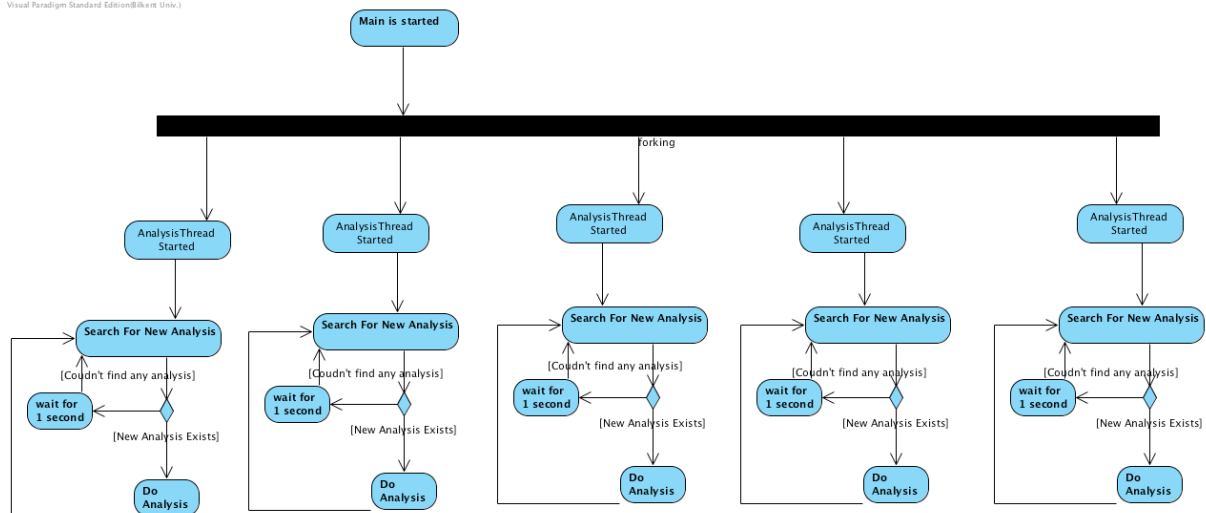 Visual Paradigm Standard Edition(Bilkent Univ.)
Main is started
forking
AnalysisThread
Started
Search For New Analysis
[Coudn't find any analysis]
wait for
1 second
[New Analysis Exists]
Do
Analysis
AnalysisThread
Started
Search For New Analysis
[Coudn't find any analysis]
wait for
1 second
[New Analysis Exists]
Do
Analysis
AnalysisThread
Started
Search For New Analysis
[Coudn't find any analysis]
wait for
1 second
[New Analysis Exists]
Do
Analysis
AnalysisThread
Started
Search For New Analysis
[Coudn't find any analysis]
wait for
1 second
[New Analysis Exists]
Do
Analysis
AnalysisThread
Started
Search For New Analysis
[Coudn't find any analysis]
wait for
1 second
[New Analysis Exists]
Do
Analysis